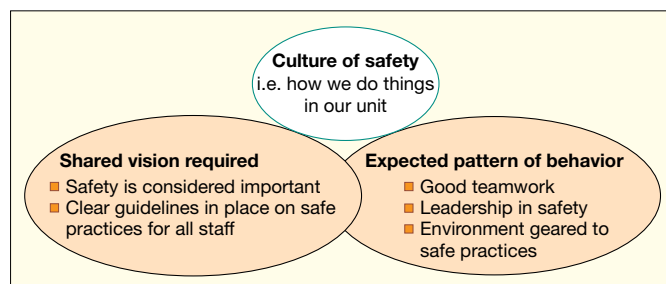 Culture of safety
i.e. how we do things
in our unit
Shared vision required
Safety is considered important
Clear guidelines in place on safe
practices for all staff
Expected pattern of behavior
Good teamwork
Leadership in safety
Environment geared to
safe practices